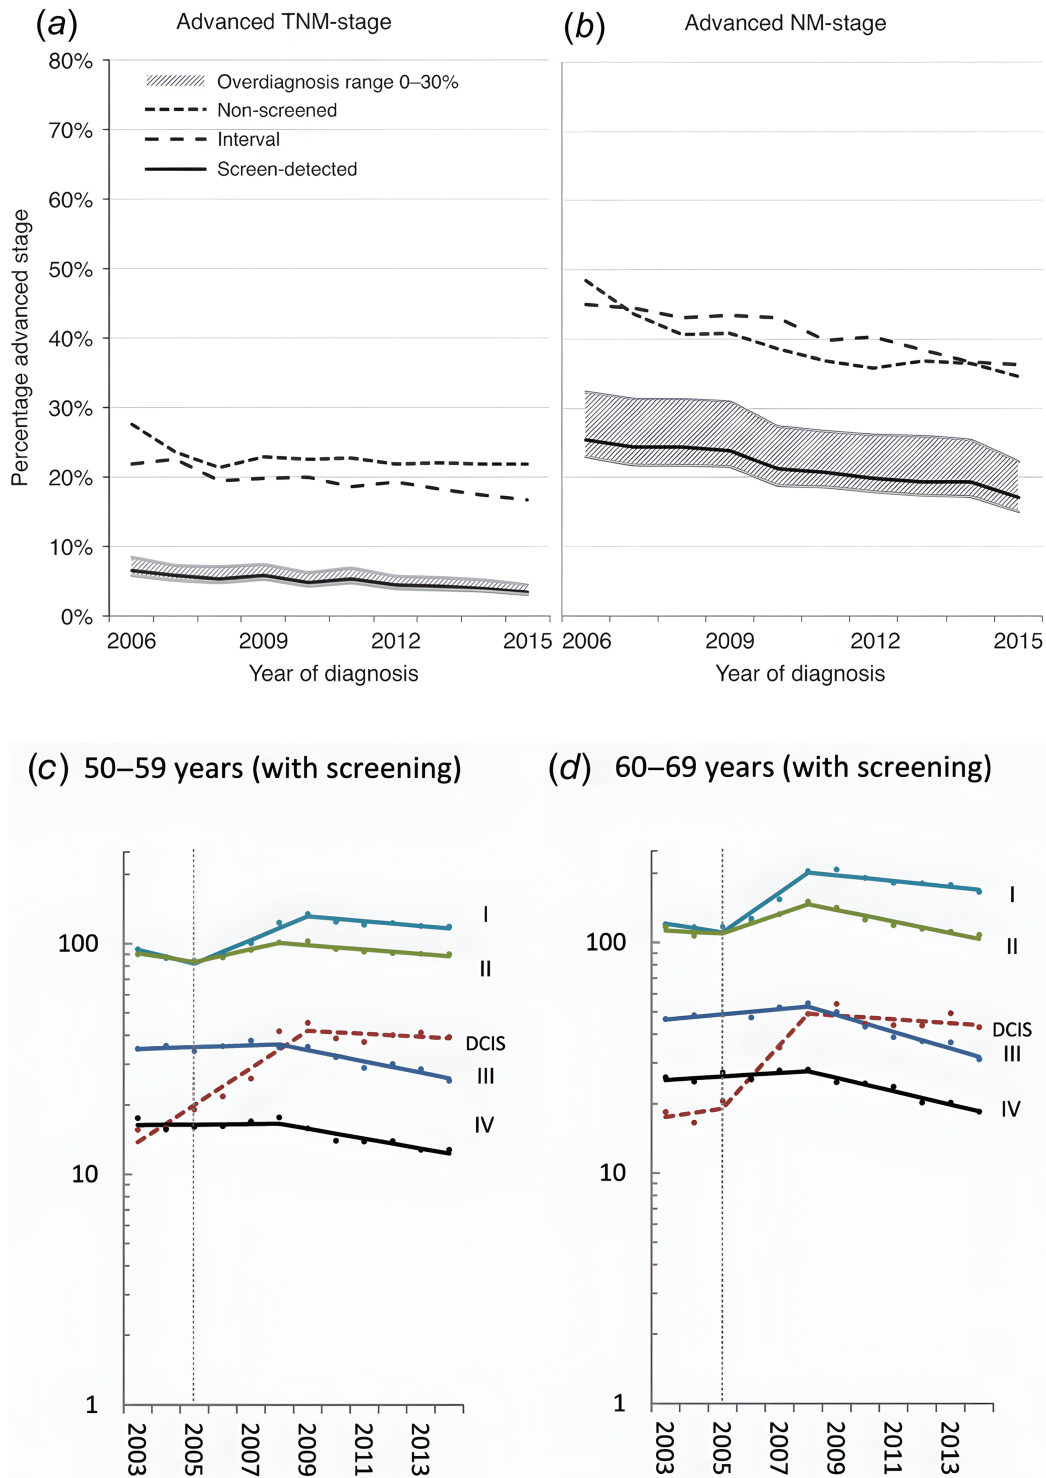 (a) Advanced TNM-stage
80%
70%
60%
50%
40%
30%
20%
10%
0%
Percentage advanced stage
Overdiagnosis range 0–30%
Non-screened
Interval
Screen-detected
2006 2009 2012 2015
Year of diagnosis
(b) Advanced NM-stage
2006 2009 2012 2015
Year of diagnosis
(c) 50–59 years (with screening)
100
10
1
I
II
DCIS
III
IV
2003 2005 2007 2009 2011 2013
(d) 60–69 years (with screening)
100
10
1
I
II
DCIS
III
IV
2003 2005 2007 2009 2011 2013